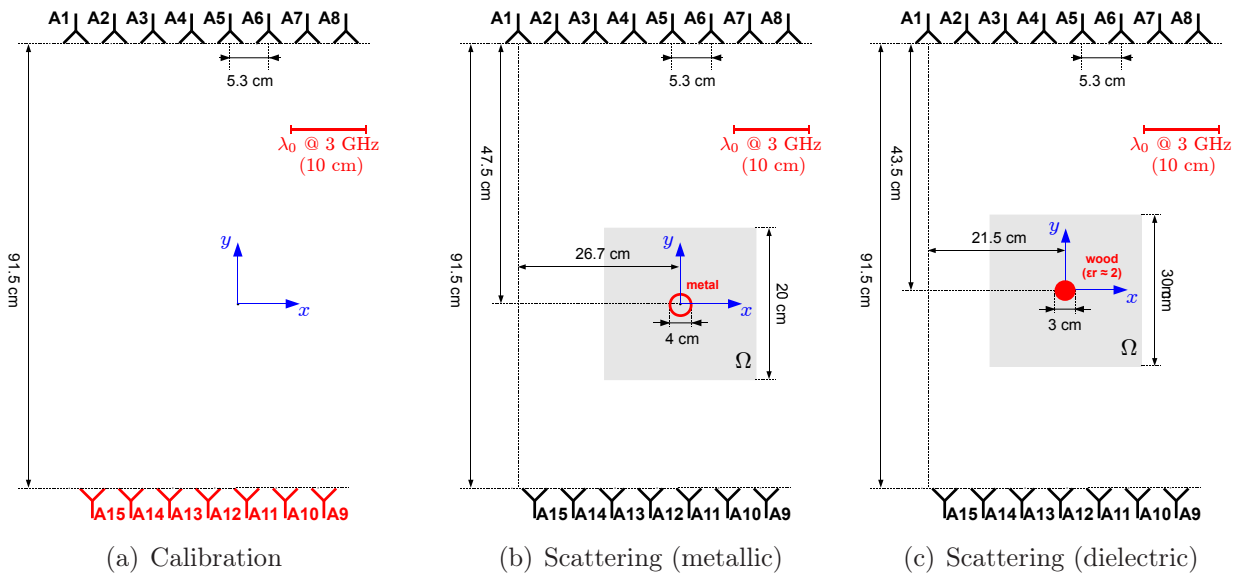 A1 A2 A3 A4 A5 A6 A7 A8
5.3 cm
λ0 @ 3 GHz
(10 cm)
91.5 cm
y
x
A15 A14 A13 A12 A11 A10 A9
(a) Calibration
A1 A2 A3 A4 A5 A6 A7 A8
5.3 cm
λ0 @ 3 GHz
(10 cm)
47.5 cm
91.5 cm
26.7 cm
y
metal
x
4 cm
20 cm
Ω
A15 A14 A13 A12 A11 A10 A9
(b) Scattering (metallic)
A1 A2 A3 A4 A5 A6 A7 A8
5.3 cm
λ0 @ 3 GHz
(10 cm)
43.5 cm
91.5 cm
21.5 cm
y
wood
(εr ≈ 2)
x
3 cm
Ω
A15 A14 A13 A12 A11 A10 A9
(c) Scattering (dielectric)